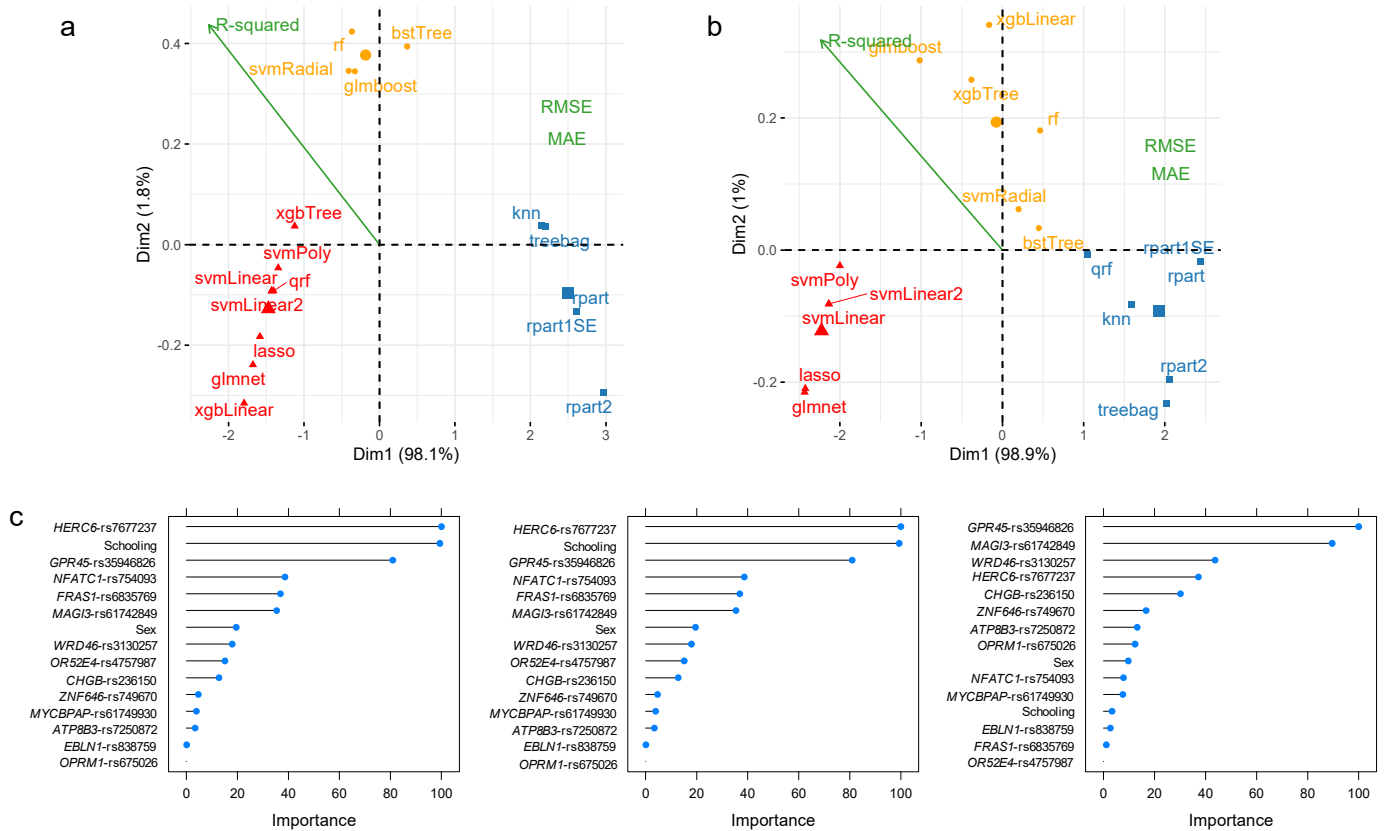 a
R-squared
rf
bstTree
svmRadial
glmboost
RMSE
MAE
xgbTree
knn
treebag
svmPoly
svmLinear
qrf
svmLinear2
rpart
rpart1SE
lasso
glmnet
xgbLinear
rpart2
0.4
0.2
0.0
-0.2
Dim2 (1.8%)
-2 -1 0 1 2 3
Dim1 (98.1%)
b
xgbLinear
R-squared
glmboost
xgbTree
rf
RMSE
MAE
svmRadial
bstTree
rpart1SE
qrf
rpart
svmPoly
svmLinear2
svmLinear
knn
rpart2
lasso
glmnet
treebag
0.2
0.0
-0.2
Dim2 (1%)
-2 -1 0 1 2
Dim1 (98.9%)
c
HERC6-rs7677237
Schooling
GPR45-rs35946826
NFATC1-rs754093
FRAS1-rs6835769
MAGI3-rs61742849
Sex
WRD46-rs3130257
OR52E4-rs4757987
CHGB-rs236150
ZNF646-rs749670
MYCBPAP-rs61749930
ATP8B3-rs7250872
EBLN1-rs838759
OPRM1-rs675026
0 20 40 60 80 100
Importance
HERC6-rs7677237
Schooling
GPR45-rs35946826
NFATC1-rs754093
FRAS1-rs6835769
MAGI3-rs61742849
Sex
WRD46-rs3130257
OR52E4-rs4757987
CHGB-rs236150
ZNF646-rs749670
MYCBPAP-rs61749930
ATP8B3-rs7250872
EBLN1-rs838759
OPRM1-rs675026
0 20 40 60 80 100
Importance
GPR45-rs35946826
MAGI3-rs61742849
WRD46-rs3130257
HERC6-rs7677237
CHGB-rs236150
ZNF646-rs749670
ATP8B3-rs7250872
OPRM1-rs675026
Sex
NFATC1-rs754093
MYCBPAP-rs61749930
Schooling
EBLN1-rs838759
FRAS1-rs6835769
OR52E4-rs4757987
0 20 40 60 80 100
Importance